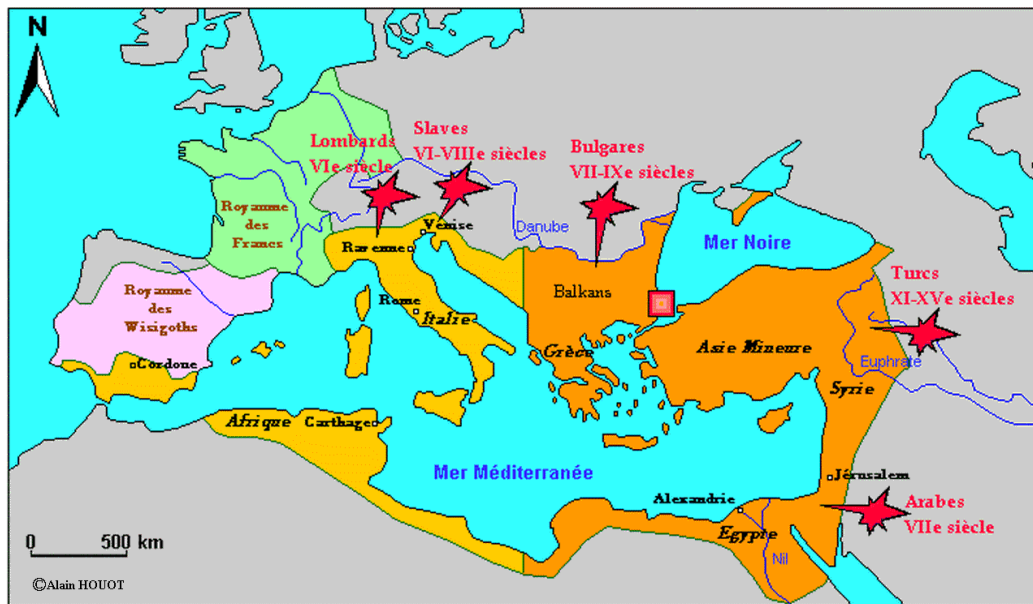 N
Lombards
VIe siècle
Slaves
VI-VIIIe siècles
Bulgares
VII-IXe siècles
Royaume
des
Francs
Venise
Ravenne
Danube
Mer Noire
Turcs
XI-XVe siècles
Royaume
des
Wisigoths
Rome
Italie
Balkans
Grèce
Asie Mineure
Euphrate
Syrie
Cordoue
Afrique
Carthage
Mer Méditerranée
Jérusalem
Alexandrie
Egypte
Nil
Arabes
VIIe siècle
0 500 km
©Alain HOUOT